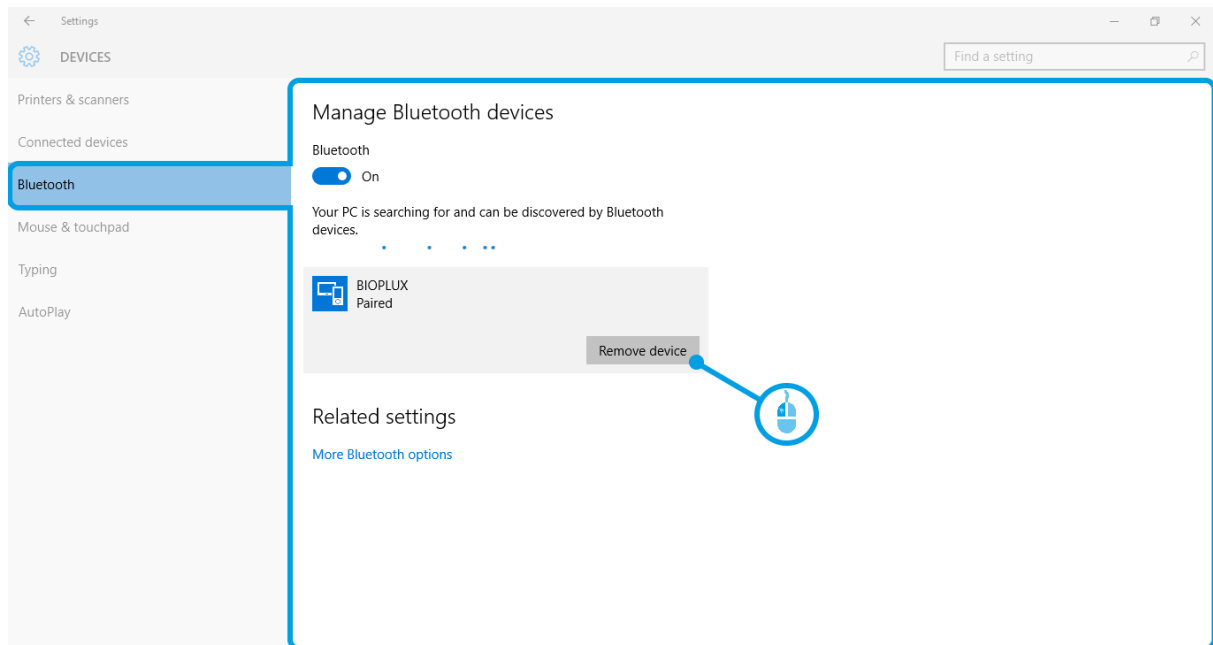 Settings
DEVICES
Find a setting
Printers & scanners
Connected devices
Bluetooth
Mouse & touchpad
Typing
AutoPlay
Manage Bluetooth devices
Bluetooth
On
Your PC is searching for and can be discovered by Bluetooth
devices.
BIOPLUX
Paired
Remove device
Related settings
More Bluetooth options